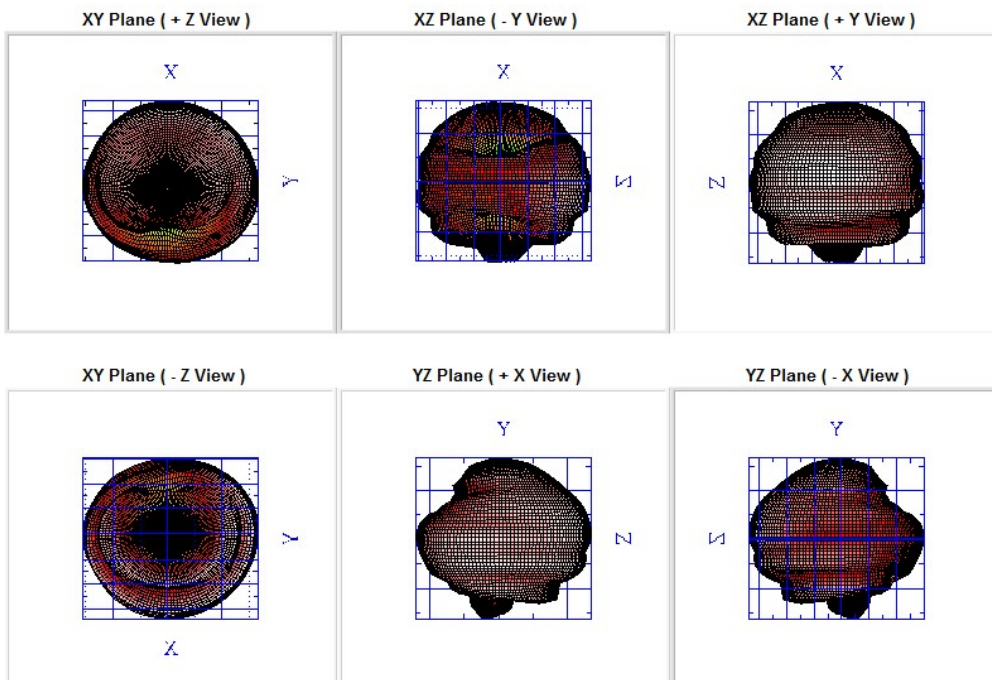 XY Plane ( + Z View )
XZ Plane ( - Y View )
XZ Plane ( + Y View )
X
X
X
Y
Z
Z
XY Plane ( - Z View )
YZ Plane ( + X View )
YZ Plane ( - X View )
Y
Y
Y
Z
Z
X